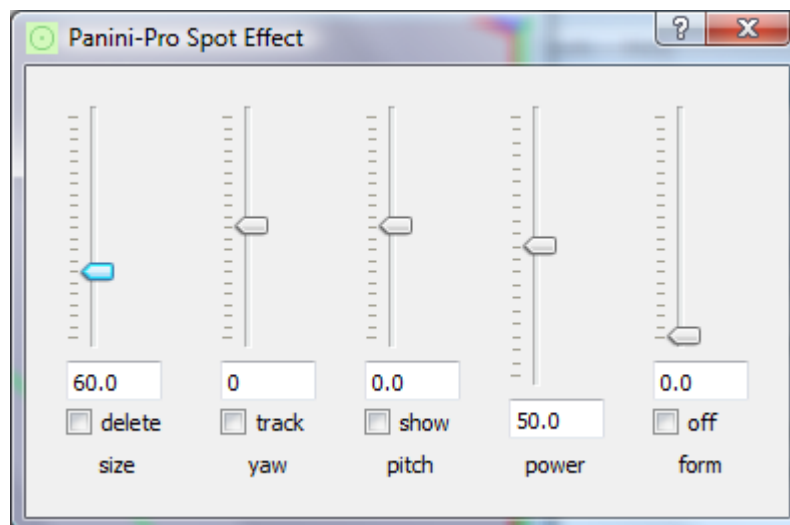 Panini-Pro Spot Effect
? X
60.0 0 0.0 50.0 0.0
delete track show off
size yaw pitch power form